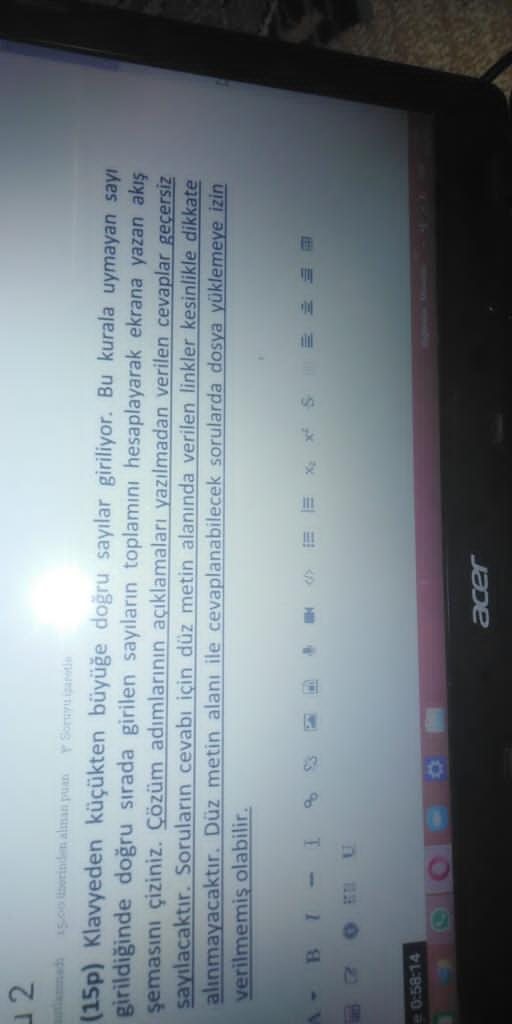 2
15,00 üzerinden alınan puan Soruyu işaretle
(15p) Klavyeden küçükten büyüğe doğru sayılar giriliyor. Bu kurala uymayan sayı
girildiğinde doğru sırada girilen sayıların toplamını hesaplayarak ekrana yazan akış
şemasını çiziniz. Çözüm adımlarının açıklamaları yazılmadan verilen cevaplar geçersiz
sayılacaktır. Soruların cevabı için düz metin alanında verilen linkler kesinlikle dikkate
alınmayacaktır. Düz metin alanı ile cevaplanabilecek sorularda dosya yüklemeye izin
verilmemiş olabilir.
B I
x₂ x² S
U
0:58:14
acer